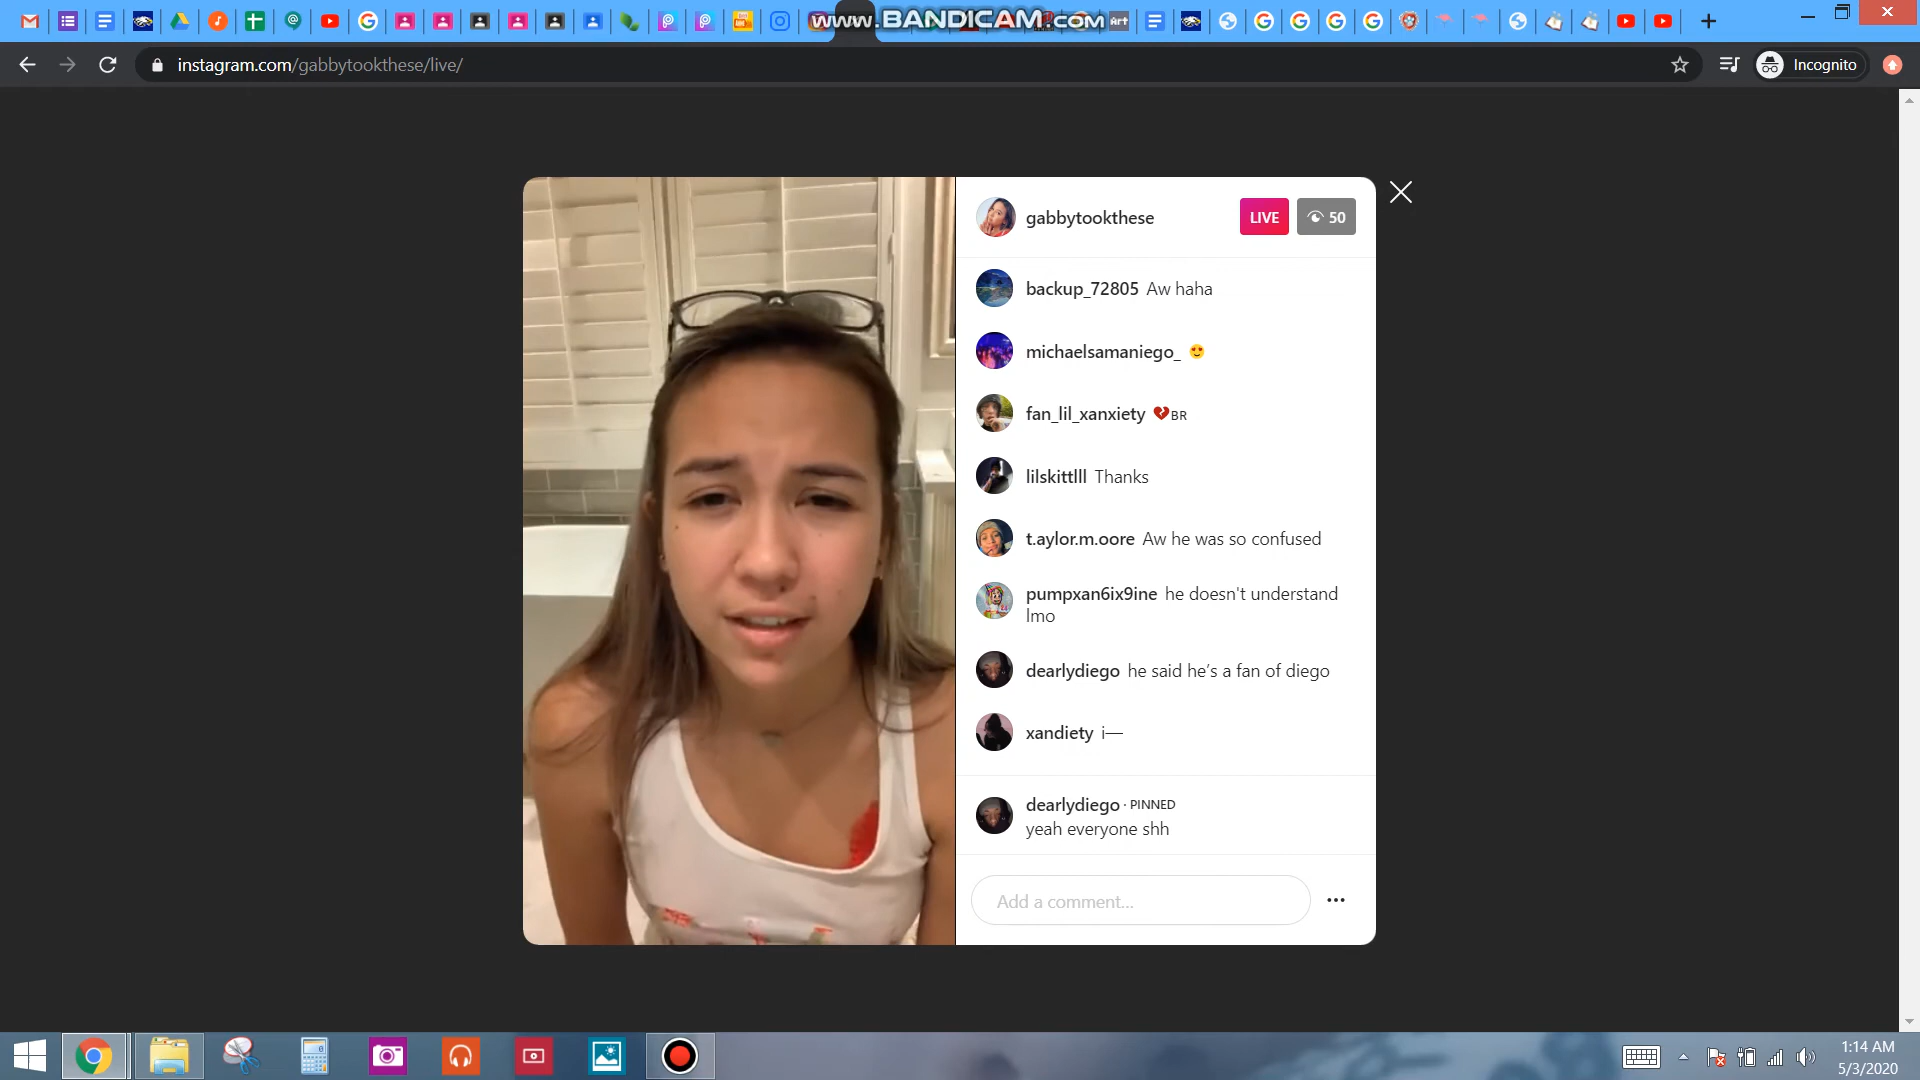 www.BANDICAM.com
Art
instagram.com/gabbytookthese/live/
Incognito
gabbytookthese
LIVE
50
backup_72805 Aw haha
michaelsamaniego_
fan_lil_xanxiety 💔BR
lilskittlll Thanks
t.aylor.m.oore Aw he was so confused
pumpxan6ix9ine he doesn't understand
lmo
dearlydiego he said he's a fan of diego
xandiety i—
dearlydiego · PINNED
yeah everyone shh
Add a comment...
1:14 AM
5/3/2020